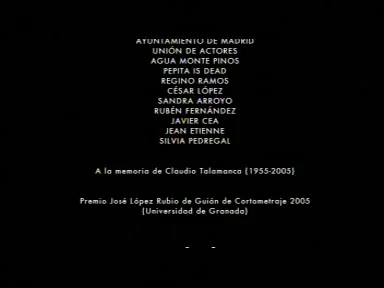 AYUNTAMIENTO DE MADRID
UNIÓN DE ACTORES
AGUA MONTE PINOS
PEPITA IS DEAD
REGINO RAMOS
CÉSAR LÓPEZ
SANDRA ARROYO
RUBÉN FERNÁNDEZ
JAVIER CEA
JEAN ETIENNE
SILVIA PEDREGAL
A la memoria de Claudio Talamanca (1955-2005)
Premio José López Rubio de Guión de Cortometraje 2005
(Universidad de Granada)